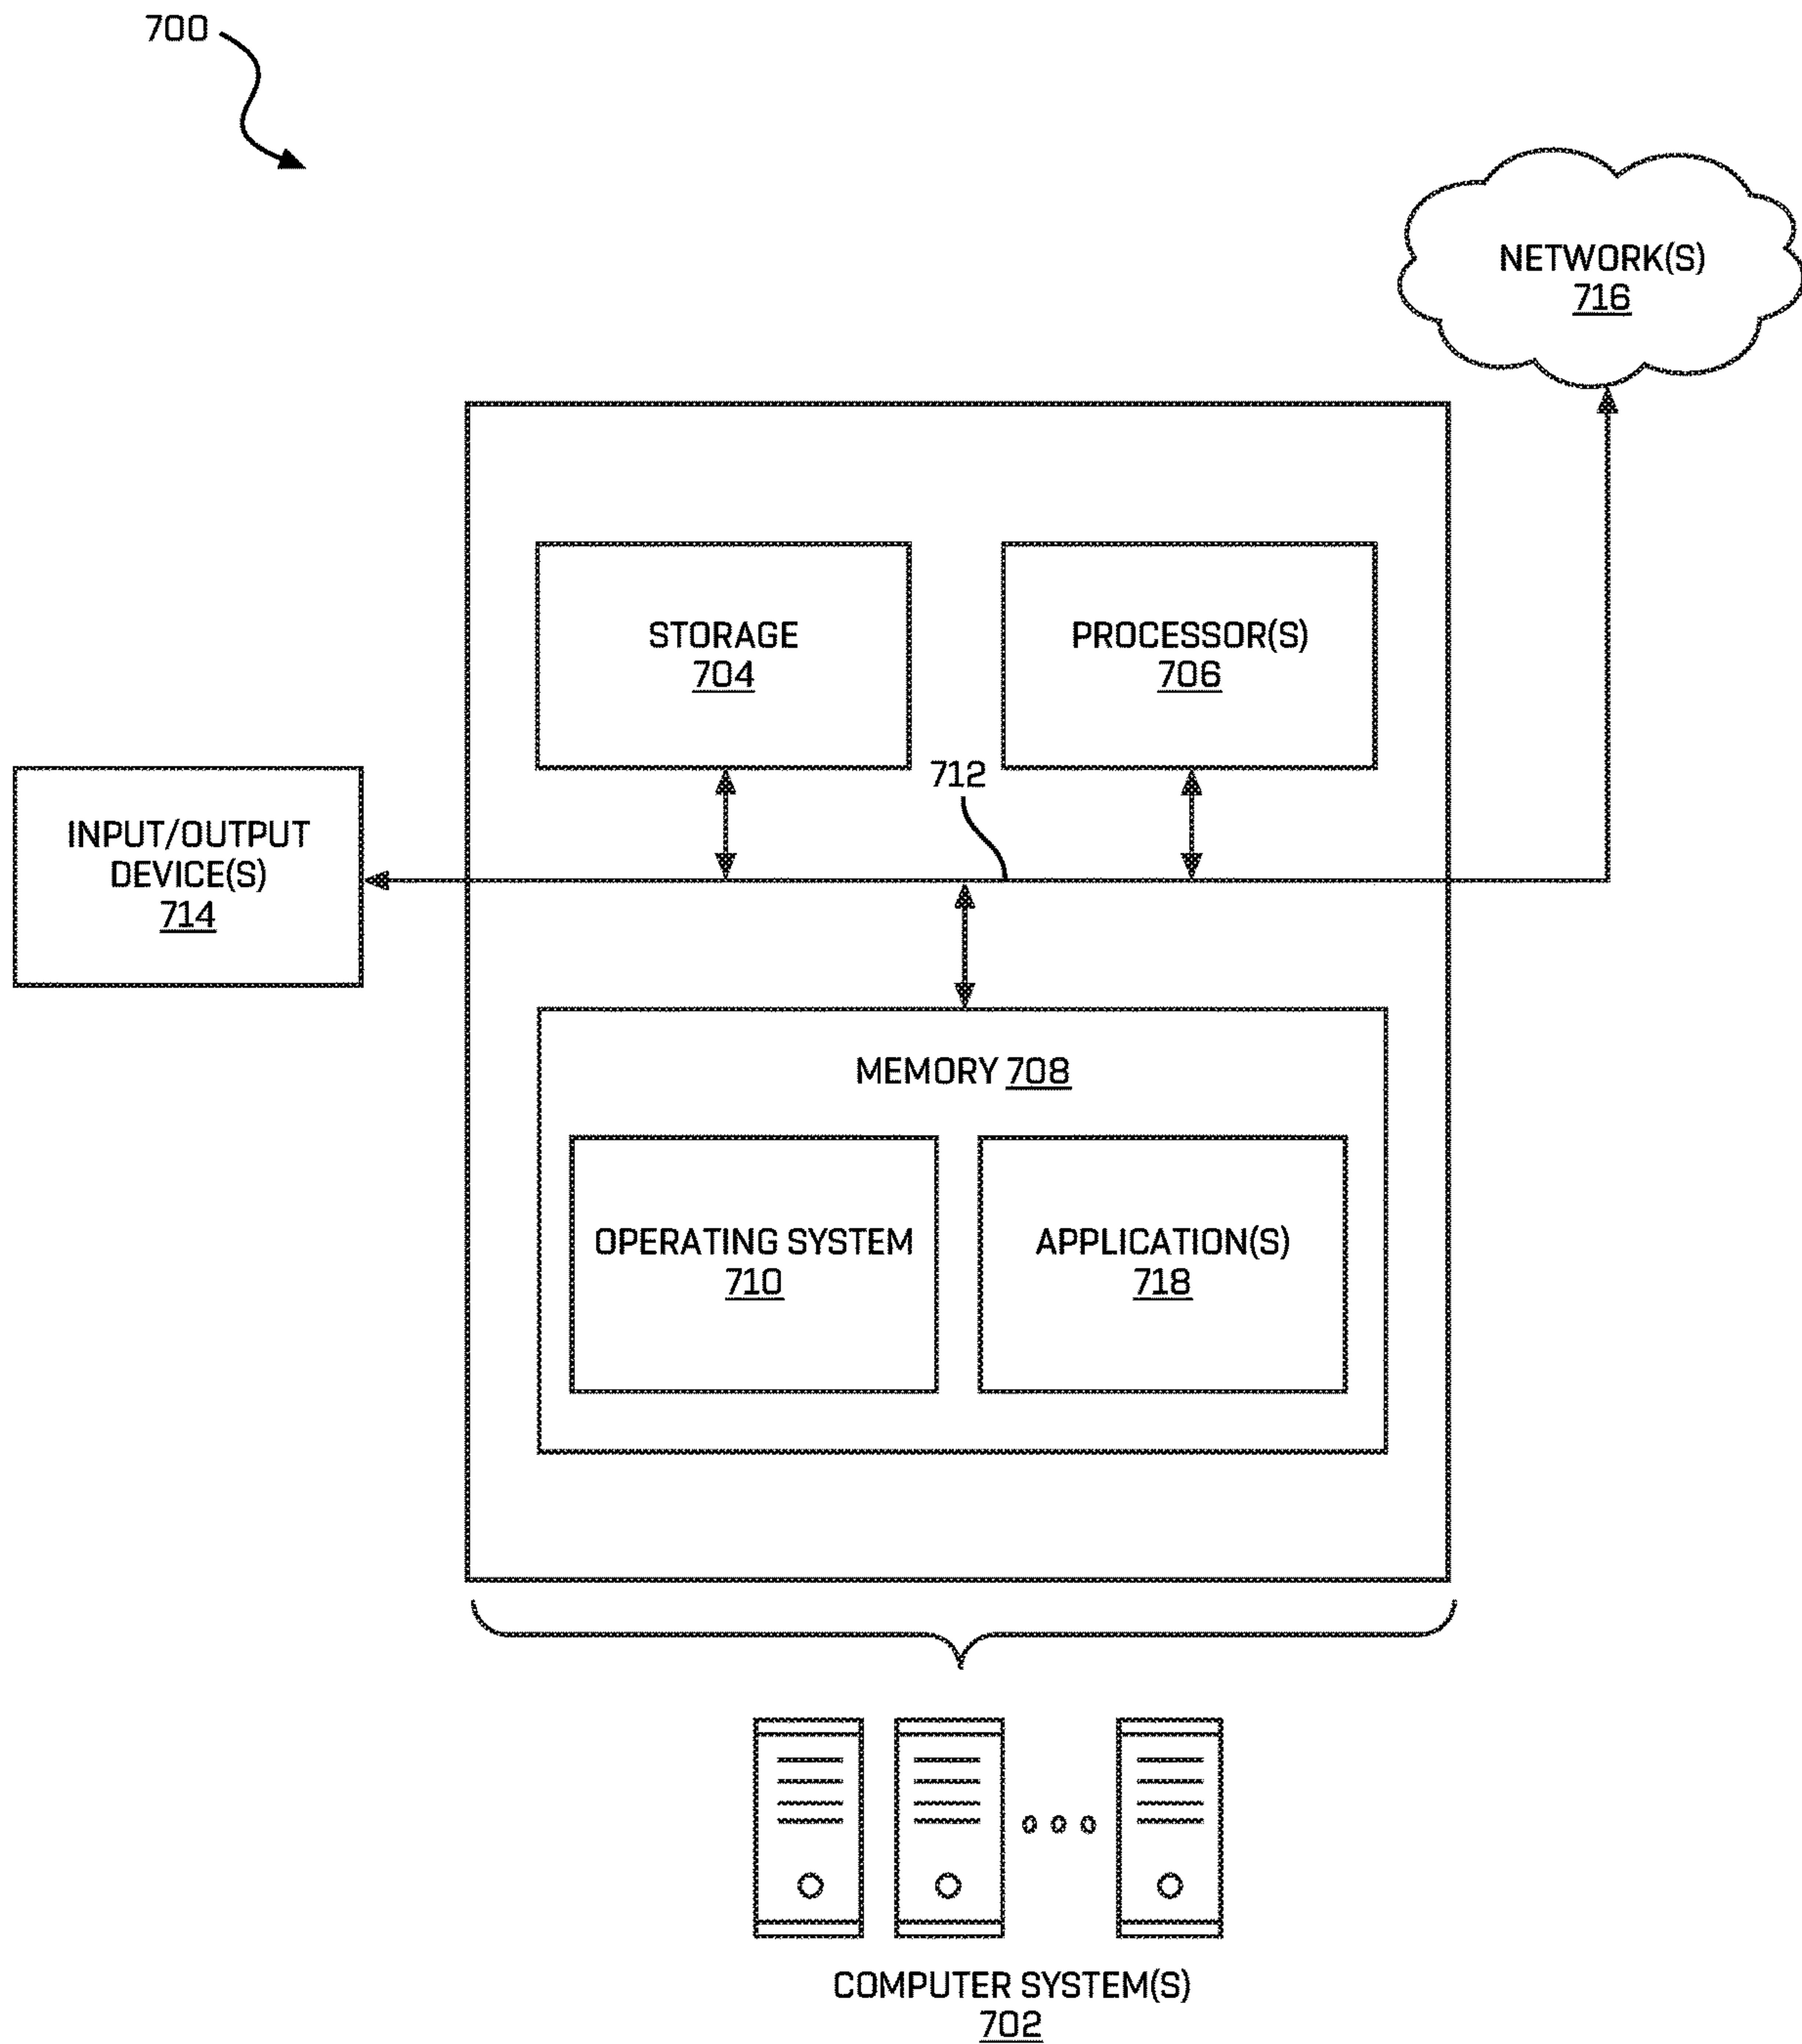 700
NETWORK(S)
716
STORAGE
704
PROCESSOR(S)
706
712
INPUT/OUTPUT
DEVICE(S)
714
MEMORY 708
OPERATING SYSTEM
710
APPLICATION(S)
718
COMPUTER SYSTEM(S)
702